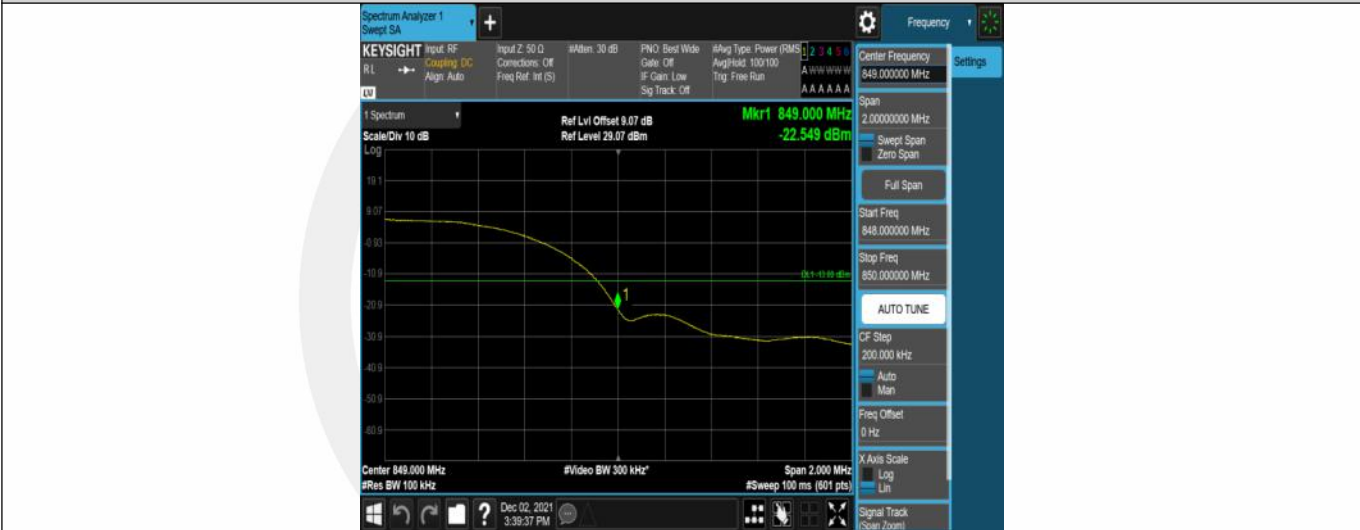 Spectrum Analyzer 1
Swept SA
Frequency
KEYSIGHT
RL
LXI
Input: RF
Coupling: DC
Align: Auto
Input Z: 50 Ω
Corrections: Off
Freq Ref: Int (S)
#Atten: 30 dB
PNO: Best Wide
Gate: Off
IF Gain: Low
Sig Track: Off
#Avg Type: Power (RMS
Avg|Hold: 100/100
Trig: Free Run
1 2 3 4 5 6
A W W W W W
A A A A A A
1 Spectrum
Scale/Div 10 dB
Log
Ref Lvl Offset 9.07 dB
Ref Level 29.07 dBm
Mkr1 849.000 MHz
-22.549 dBm
19.1
9.07
-0.93
-10.9
-20.9
-30.9
-40.9
-50.9
-60.9
1
Center 849.000 MHz
#Res BW 100 kHz
#Video BW 300 kHz*
Span 2.000 MHz
#Sweep 100 ms (601 pts)
?
Dec 02, 2021
3:39:37 PM
Settings
Center Frequency
849.000000 MHz
Span
2.00000000 MHz
Swept Span
Zero Span
Full Span
Start Freq
848.000000 MHz
Stop Freq
850.000000 MHz
AUTO TUNE
CF Step
200.000 kHz
Auto
Man
Freq Offset
0 Hz
X Axis Scale
Log
Lin
Signal Track
(Span Zoom)